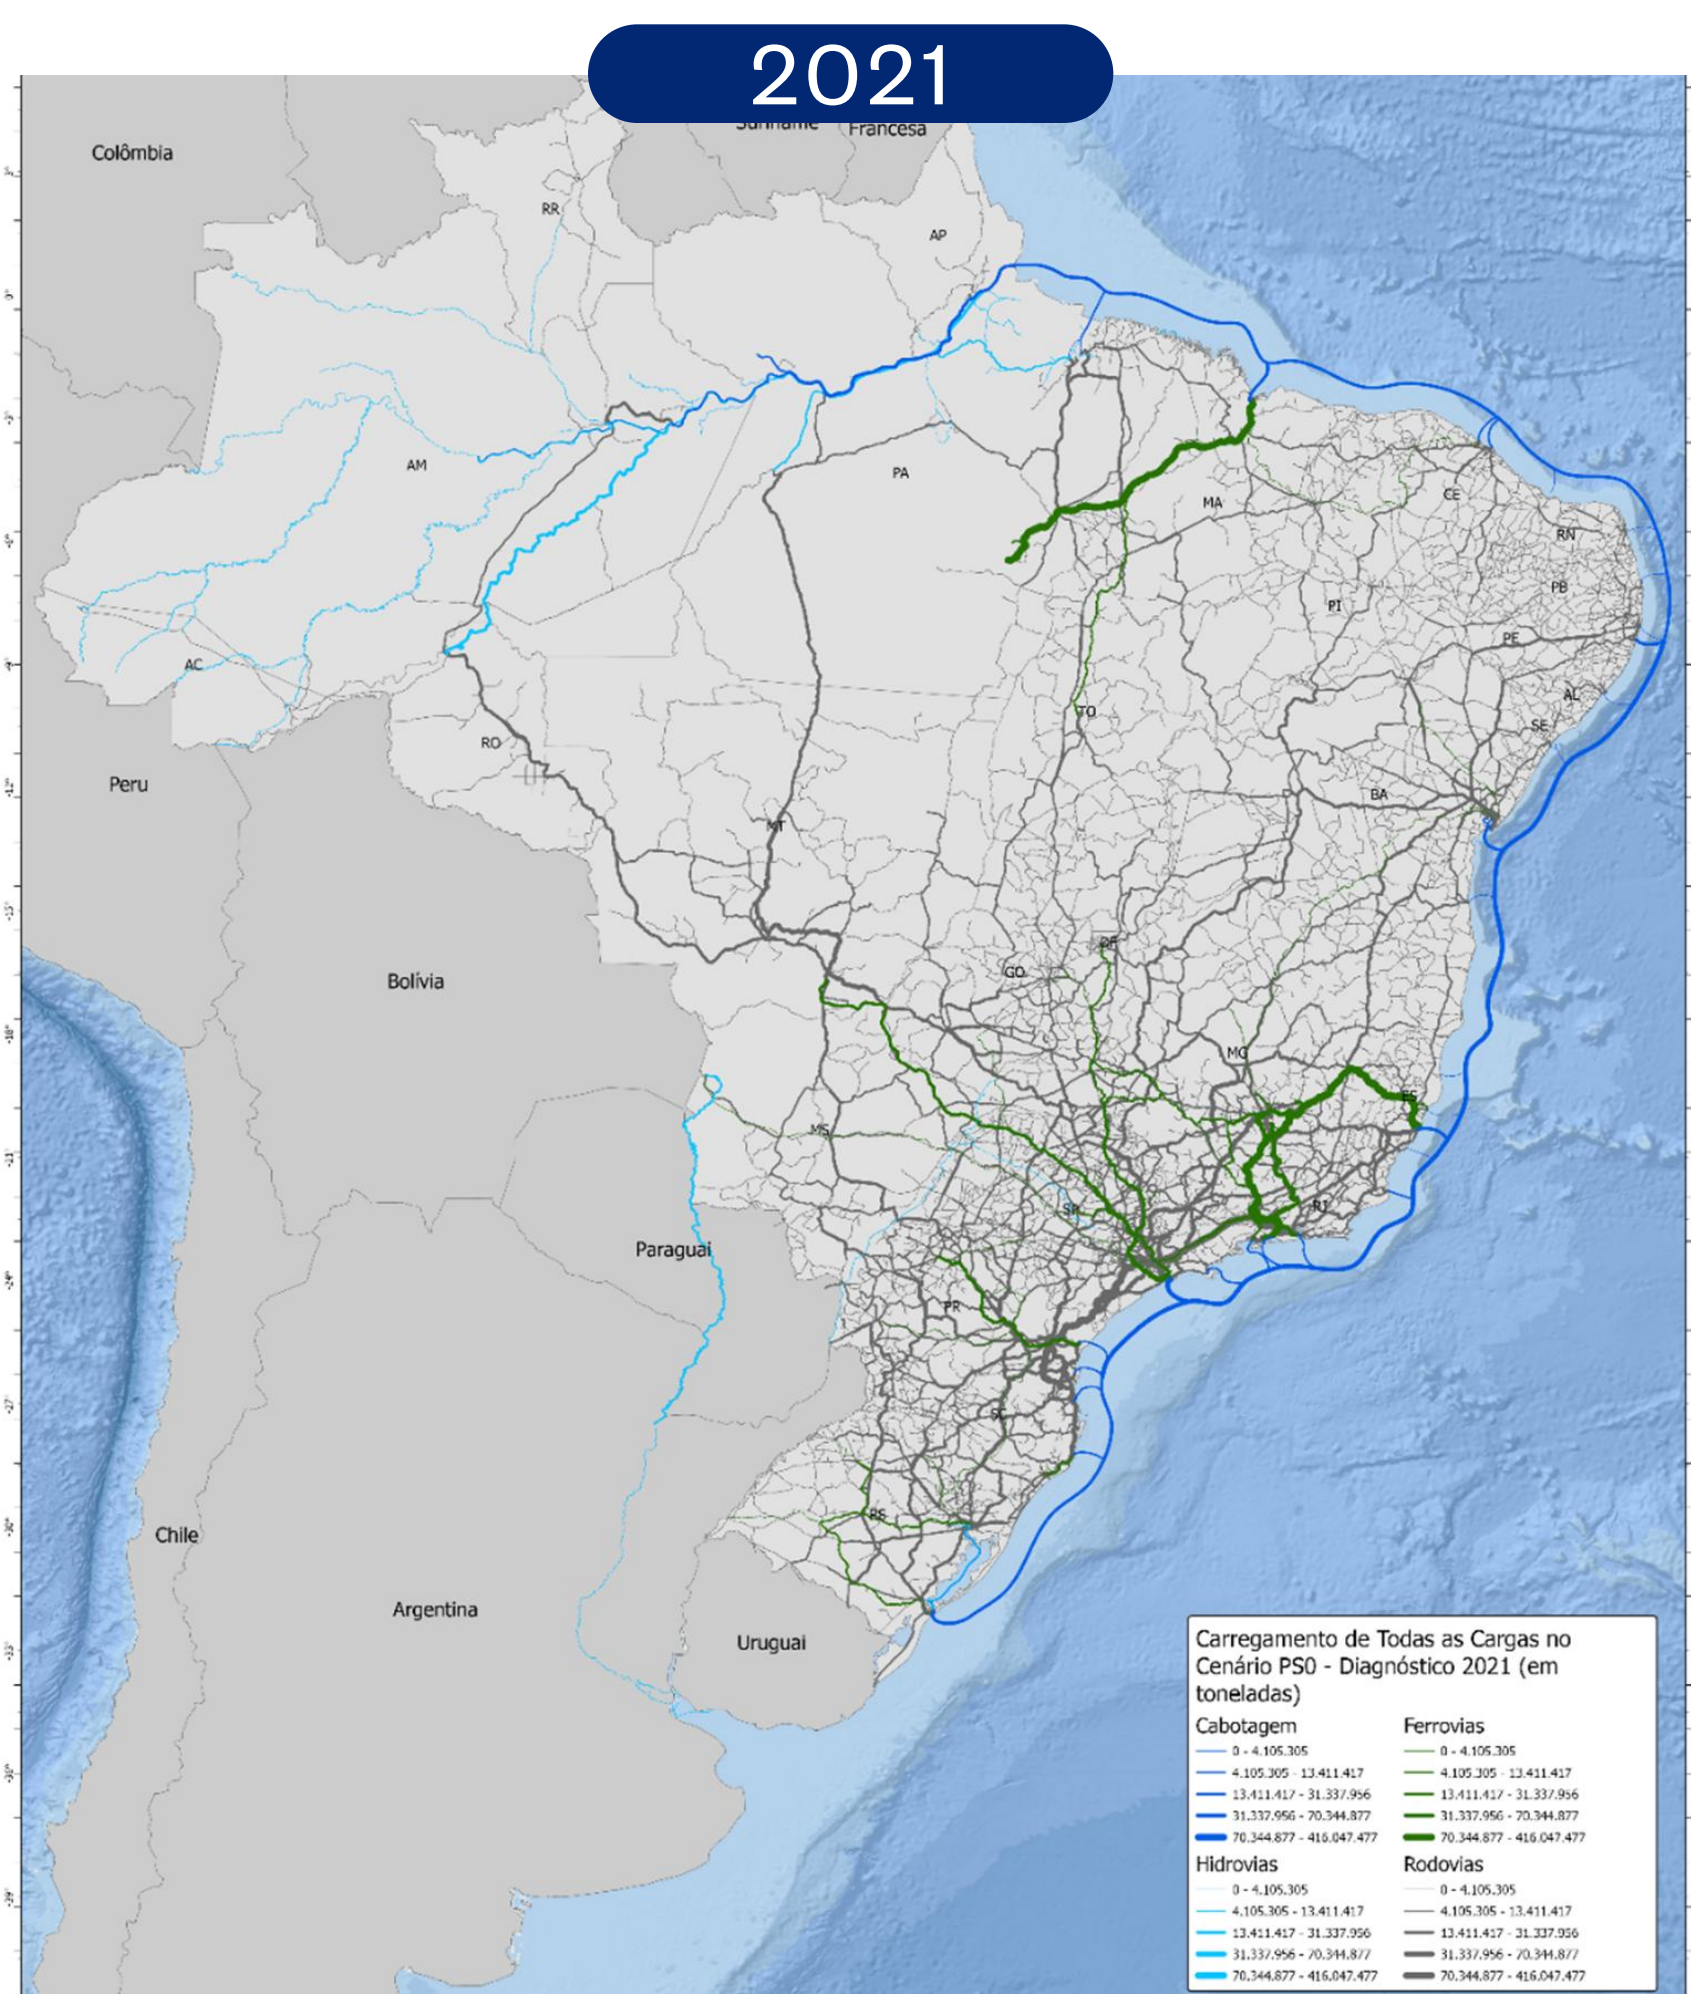 2021
Suriname
Francesa
Colômbia
RR
AP
AM
PA
MA
CE
RN
PB
PI
PE
AC
AL
TO
SE
RO
Peru
BA
MT
DF
GO
Bolívia
MG
ES
MS
RJ
SP
Paraguai
PR
SC
RS
Chile
Argentina
Uruguai
Carregamento de Todas as Cargas no
Cenário PS0 - Diagnóstico 2021 (em
toneladas)
Cabotagem
0 - 4.105.305
4.105.305 - 13.411.417
13.411.417 - 31.337.956
31.337.956 - 70.344.877
70.344.877 - 416.047.477
Ferrovias
0 - 4.105.305
4.105.305 - 13.411.417
13.411.417 - 31.337.956
31.337.956 - 70.344.877
70.344.877 - 416.047.477
Hidrovias
0 - 4.105.305
4.105.305 - 13.411.417
13.411.417 - 31.337.956
31.337.956 - 70.344.877
70.344.877 - 416.047.477
Rodovias
0 - 4.105.305
4.105.305 - 13.411.417
13.411.417 - 31.337.956
31.337.956 - 70.344.877
70.344.877 - 416.047.477